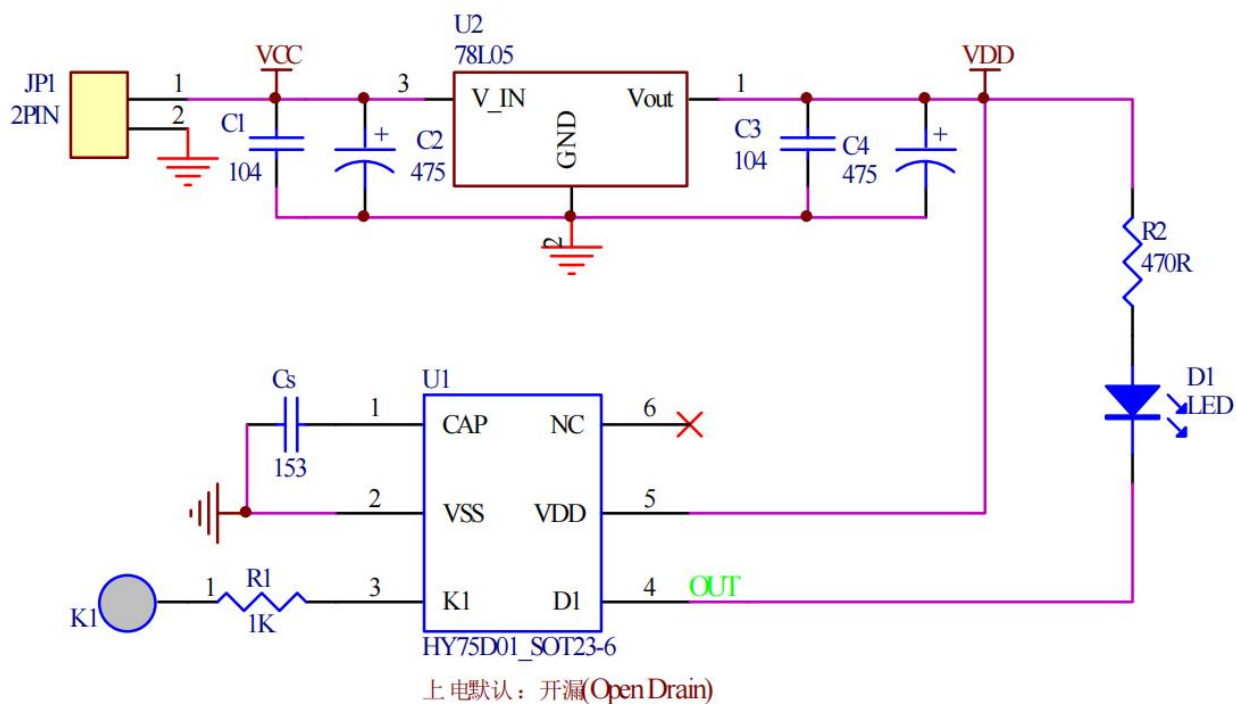 U2
78L05
VCC
VDD
JP1
2PIN
1
2
3
V_IN
Vout
GND
1
2
C1
104
C2
475
C3
104
C4
475
R2
470R
D1
LED
Cs
153
U1
1
CAP
NC
6
2
VSS
VDD
5
K1
1
R1
1K
3
K1
D1
4
OUT
HY75D01_SOT23-6
上电默认：开漏(Open Drain)